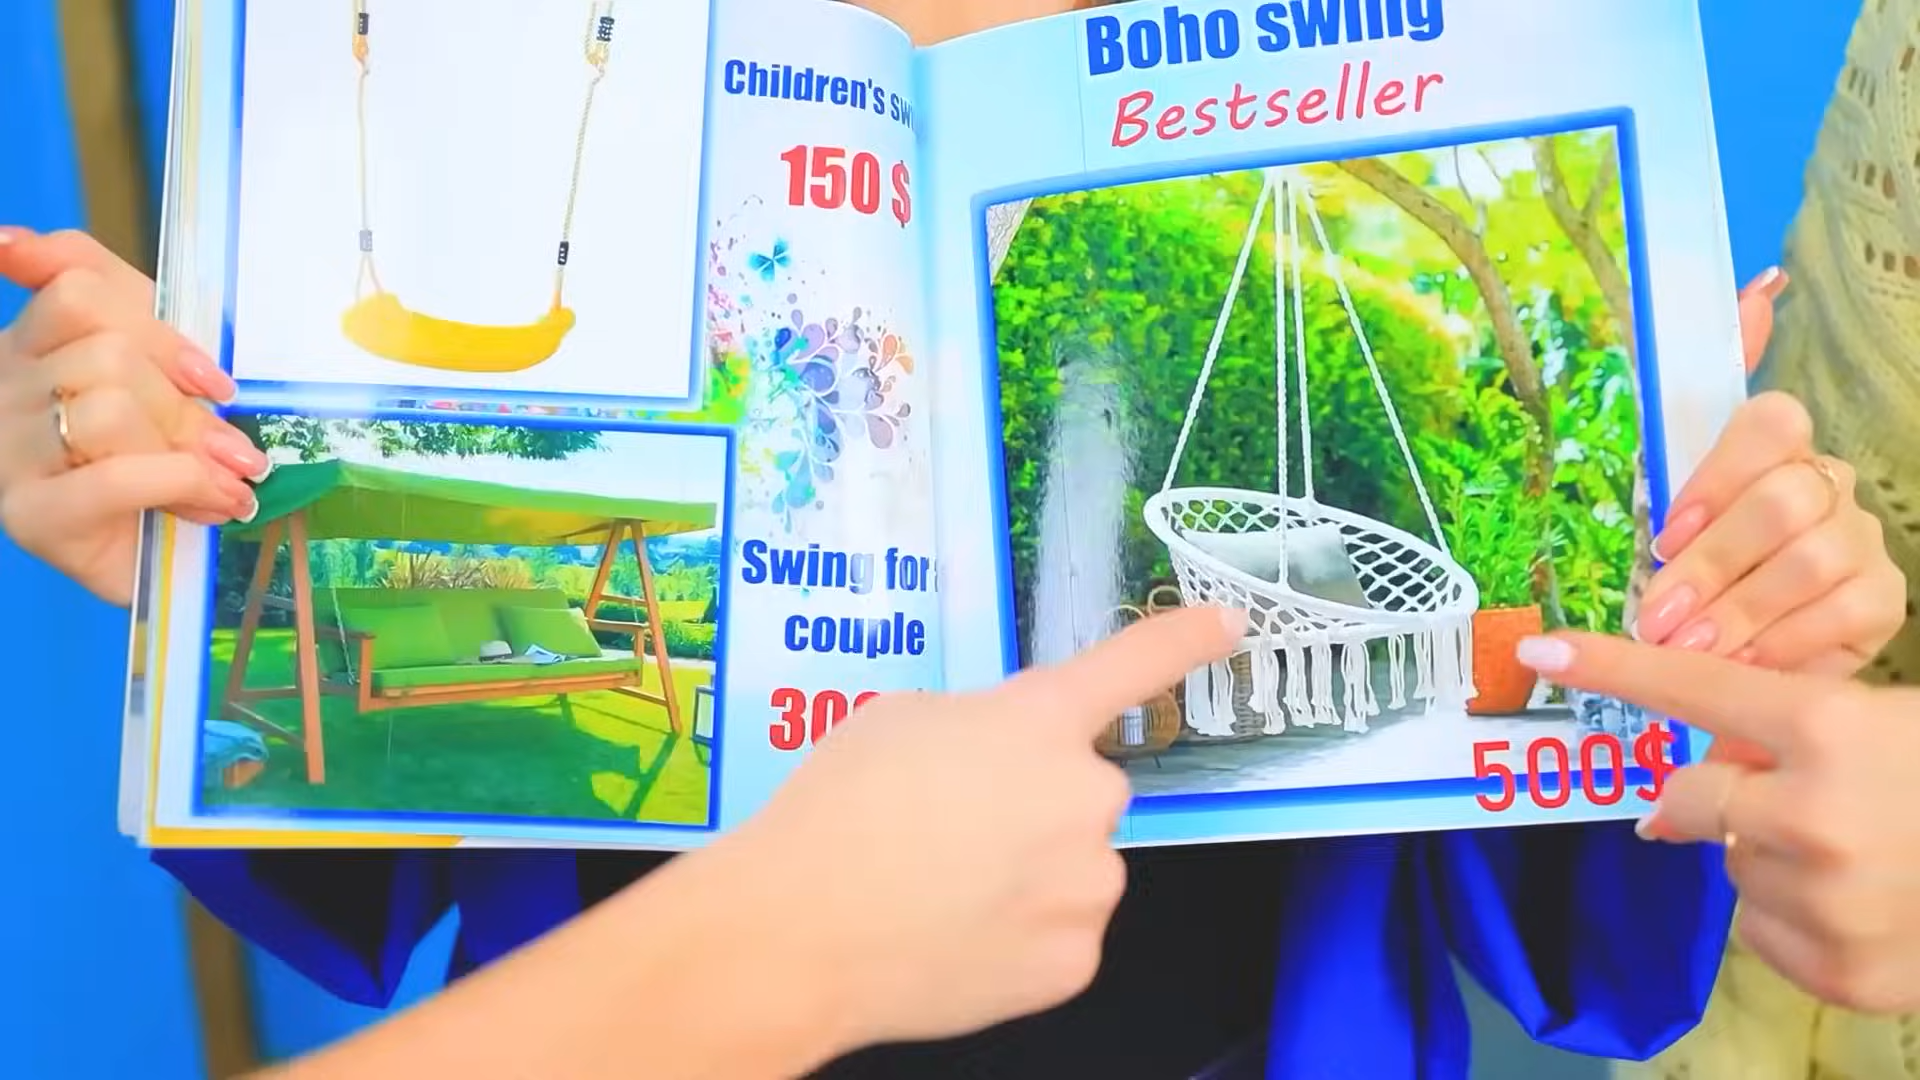 Children's
150 $
Swing for
couple
Boho swing
Bestseller
500$